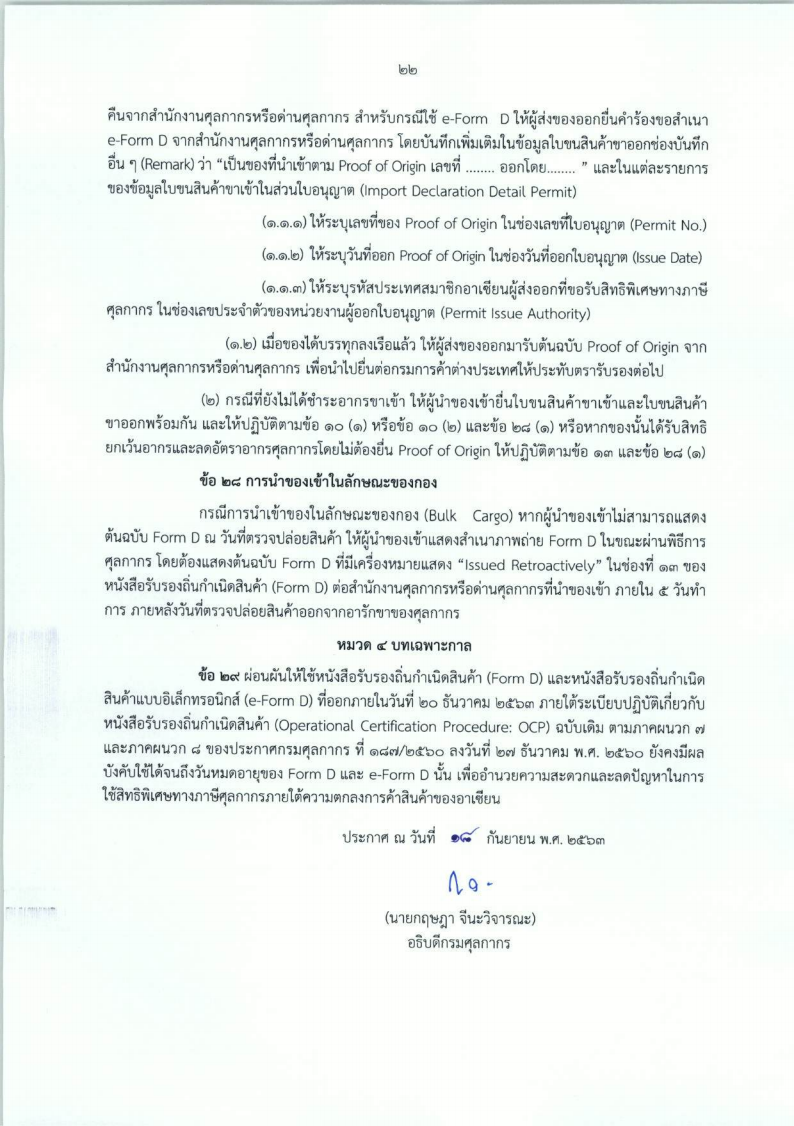 ๒๒
คืนจากสำนักงานศุลกากรหรือด่านศุลกากร สำหรับกรณีใช้ e-Form D ให้ผู้ส่งของออกยื่นคำร้องขอสำเนา
e-Form D จากสำนักงานศุลกากรหรือด่านศุลกากร โดยบันทึกเพิ่มเติมในข้อมูลใบขนสินค้าขาออกช่องบันทึก
อื่น ๆ (Remark) ว่า “เป็นของที่นำเข้าตาม Proof of Origin เลขที่ ........ ออกโดย........ ” และในแต่ละรายการ
ของข้อมูลใบขนสินค้าขาเข้าในส่วนใบอนุญาต (Import Declaration Detail Permit)
(๑.๑.๑) ให้ระบุเลขที่ของ Proof of Origin ในช่องเลขที่ใบอนุญาต (Permit No.)
(๑.๑.๒) ให้ระบุวันที่ออก Proof of Origin ในช่องวันที่ออกใบอนุญาต (Issue Date)
(๑.๑.๓) ให้ระบุรหัสประเทศสมาชิกอาเซียนผู้ส่งออกที่ขอรับสิทธิพิเศษทางภาษี
ศุลกากร ในช่องเลขประจำตัวของหน่วยงานผู้ออกใบอนุญาต (Permit Issue Authority)
(๑.๒) เมื่อของได้บรรทุกลงเรือแล้ว ให้ผู้ส่งของออกมารับต้นฉบับ Proof of Origin จาก
สำนักงานศุลกากรหรือด่านศุลกากร เพื่อนำไปยื่นต่อกรมการค้าต่างประเทศให้ประทับตรารับรองต่อไป
(๒) กรณีที่ยังไม่ได้ชำระอากรขาเข้า ให้ผู้นำของเข้ายื่นใบขนสินค้าขาเข้าและใบขนสินค้า
ขาออกพร้อมกัน และให้ปฏิบัติตามข้อ ๑๐ (๑) หรือข้อ ๑๐ (๒) และข้อ ๒๘ (๑) หรือหากของนั้นได้รับสิทธิ
ยกเว้นอากรและลดอัตราอากรศุลกากรโดยไม่ต้องยื่น Proof of Origin ให้ปฏิบัติตามข้อ ๑๓ และข้อ ๒๘ (๑)
ข้อ ๒๘ การนำของเข้าในลักษณะของกอง
กรณีการนำเข้าของในลักษณะของกอง (Bulk Cargo) หากผู้นำของเข้าไม่สามารถแสดง
ต้นฉบับ Form D ณ วันที่ตรวจปล่อยสินค้า ให้ผู้นำของเข้าแสดงสำเนาภาพถ่าย Form D ในขณะผ่านพิธีการ
ศุลกากร โดยต้องแสดงต้นฉบับ Form D ที่มีเครื่องหมายแสดง “Issued Retroactively” ในช่องที่ ๑๓ ของ
หนังสือรับรองถิ่นกำเนิดสินค้า (Form D) ต่อสำนักงานศุลกากรหรือด่านศุลกากรที่นำของเข้า ภายใน ๕ วันทำ
การ ภายหลังวันที่ตรวจปล่อยสินค้าออกจากอารักขาของศุลกากร
หมวด ๔ บทเฉพาะกาล
ข้อ ๒๙ ผ่อนผันให้ใช้หนังสือรับรองถิ่นกำเนิดสินค้า (Form D) และหนังสือรับรองถิ่นกำเนิด
สินค้าแบบอิเล็กทรอนิกส์ (e-Form D) ที่ออกภายในวันที่ ๒๐ ธันวาคม ๒๕๖๓ ภายใต้ระเบียบปฏิบัติเกี่ยวกับ
หนังสือรับรองถิ่นกำเนิดสินค้า (Operational Certification Procedure: OCP) ฉบับเดิม ตามภาคผนวก ๗
และภาคผนวก ๘ ของประกาศกรมศุลกากร ที่ ๑๘๗/๒๕๖๐ ลงวันที่ ๒๗ ธันวาคม พ.ศ. ๒๕๖๐ ยังคงมีผล
บังคับใช้ได้จนถึงวันหมดอายุของ Form D และ e-Form D นั้น เพื่ออำนวยความสะดวกและลดปัญหาในการ
ใช้สิทธิพิเศษทางภาษีศุลกากรภายใต้ความตกลงการค้าสินค้าของอาเซียน
ประกาศ ณ วันที่ ๑๘ กันยายน พ.ศ. ๒๕๖๓
(นายกฤษฎา จีนะวิจารณะ)
อธิบดีกรมศุลกากร